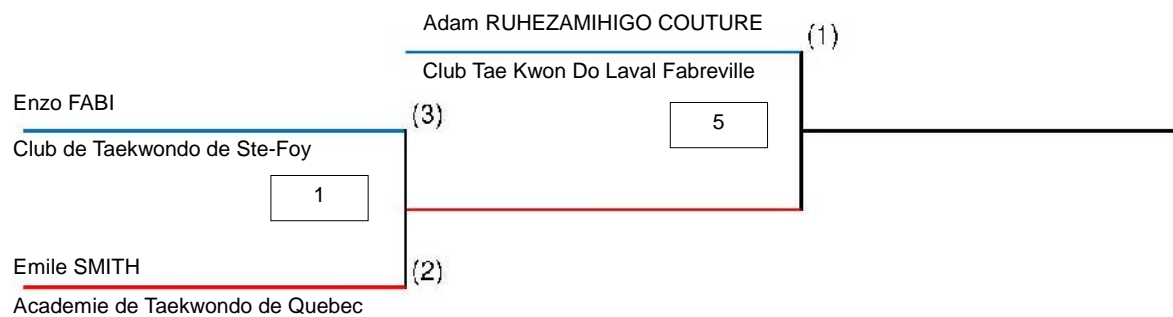 Adam RUHEZAMIHIGO COUTURE
(1)
Club Tae Kwon Do Laval Fabreville
Enzo FABI
(3)
5
Club de Taekwondo de Ste-Foy
1
Emile SMITH
(2)
Academie de Taekwondo de Quebec